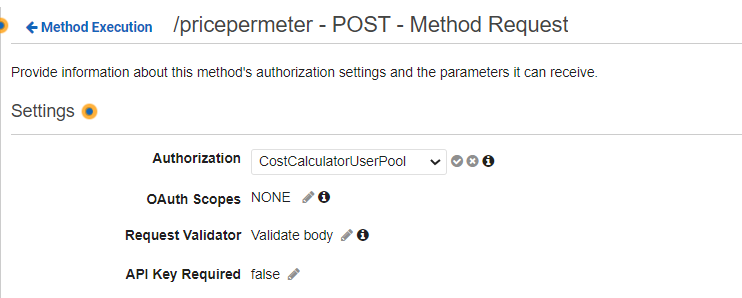 Method Execution /pricepermeter - POST - Method Request
Provide information about this method's authorization settings and the parameters it can receive.
Settings
Authorization CostCalculatorUserPool
OAuth Scopes NONE
Request Validator Validate body
API Key Required false